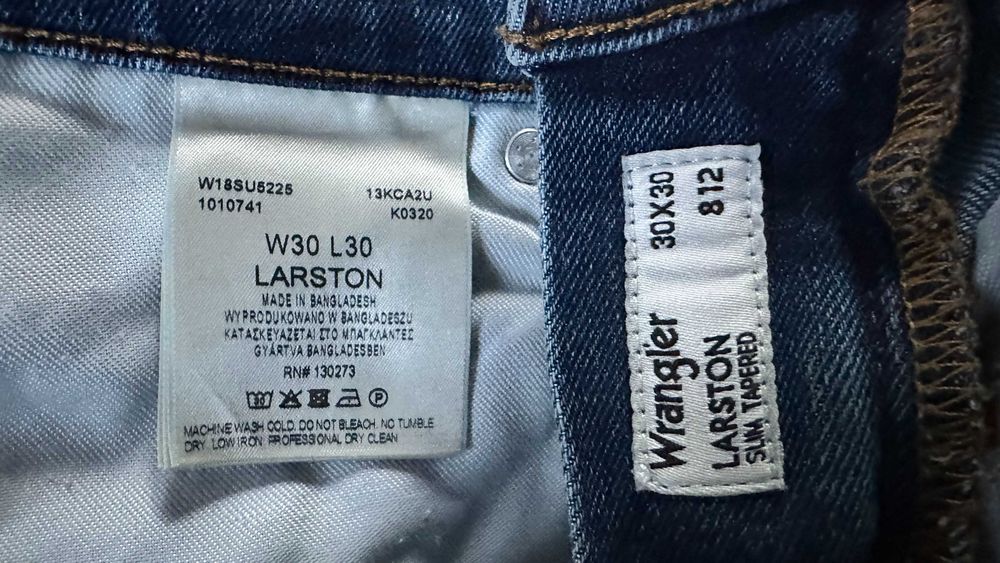 W18SU5225 13KCA2U
1010741 K0320
W30 L30
LARSTON
MADE IN BANGLADESH
WYPRODUKOWANO W BANGLADESZU
ΚΑΤΑΣΚΕΥΑΖΕΤΑΙ ΣΤΟ ΜΠΑΓΚΛΑΝΤΕΣ
GYÁRTVA BANGLADESBEN
RN# 130273
MACHINE WASH COLD. DO NOT BLEACH. NO TUMBLE
DRY. LOW IRON PROFESSIONAL DRY CLEAN
Wrangler 30X30
LARSTON 812
SLIM TAPERED